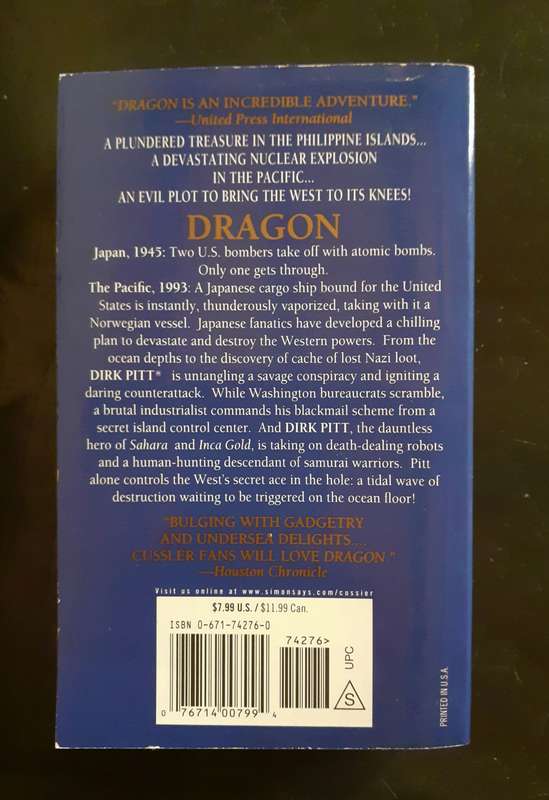 "DRAGON IS AN INCREDIBLE ADVENTURE."
—United Press International
A PLUNDERED TREASURE IN THE PHILIPPINE ISLANDS...
A DEVASTATING NUCLEAR EXPLOSION
IN THE PACIFIC...
AN EVIL PLOT TO BRING THE WEST TO ITS KNEES!
DRAGON
Japan, 1945: Two U.S. bombers take off with atomic bombs.
Only one gets through.
The Pacific, 1993: A Japanese cargo ship bound for the United
States is instantly, thunderously vaporized, taking with it a
Norwegian vessel. Japanese fanatics have developed a chilling
plan to devastate and destroy the Western powers. From the
ocean depths to the discovery of cache of lost Nazi loot,
DIRK PITT® is untangling a savage conspiracy and igniting a
daring counterattack. While Washington bureaucrats scramble,
a brutal industrialist commands his blackmail scheme from a
secret island control center. And DIRK PITT, the dauntless
hero of Sahara and Inca Gold, is taking on death-dealing robots
and a human-hunting descendant of samurai warriors. Pitt
alone controls the West's secret ace in the hole: a tidal wave of
destruction waiting to be triggered on the ocean floor!
"BULGING WITH GADGETRY
AND UNDERSEA DELIGHTS....
CUSSLER FANS WILL LOVE DRAGON."
—Houston Chronicle
Visit us online at www.simonsays.com/cussler
$7.99 U.S. / $11.99 Can.
ISBN 0-671-74276-0
74276>
UPC
S
0 76714 00799 4
PRINTED IN U.S.A.